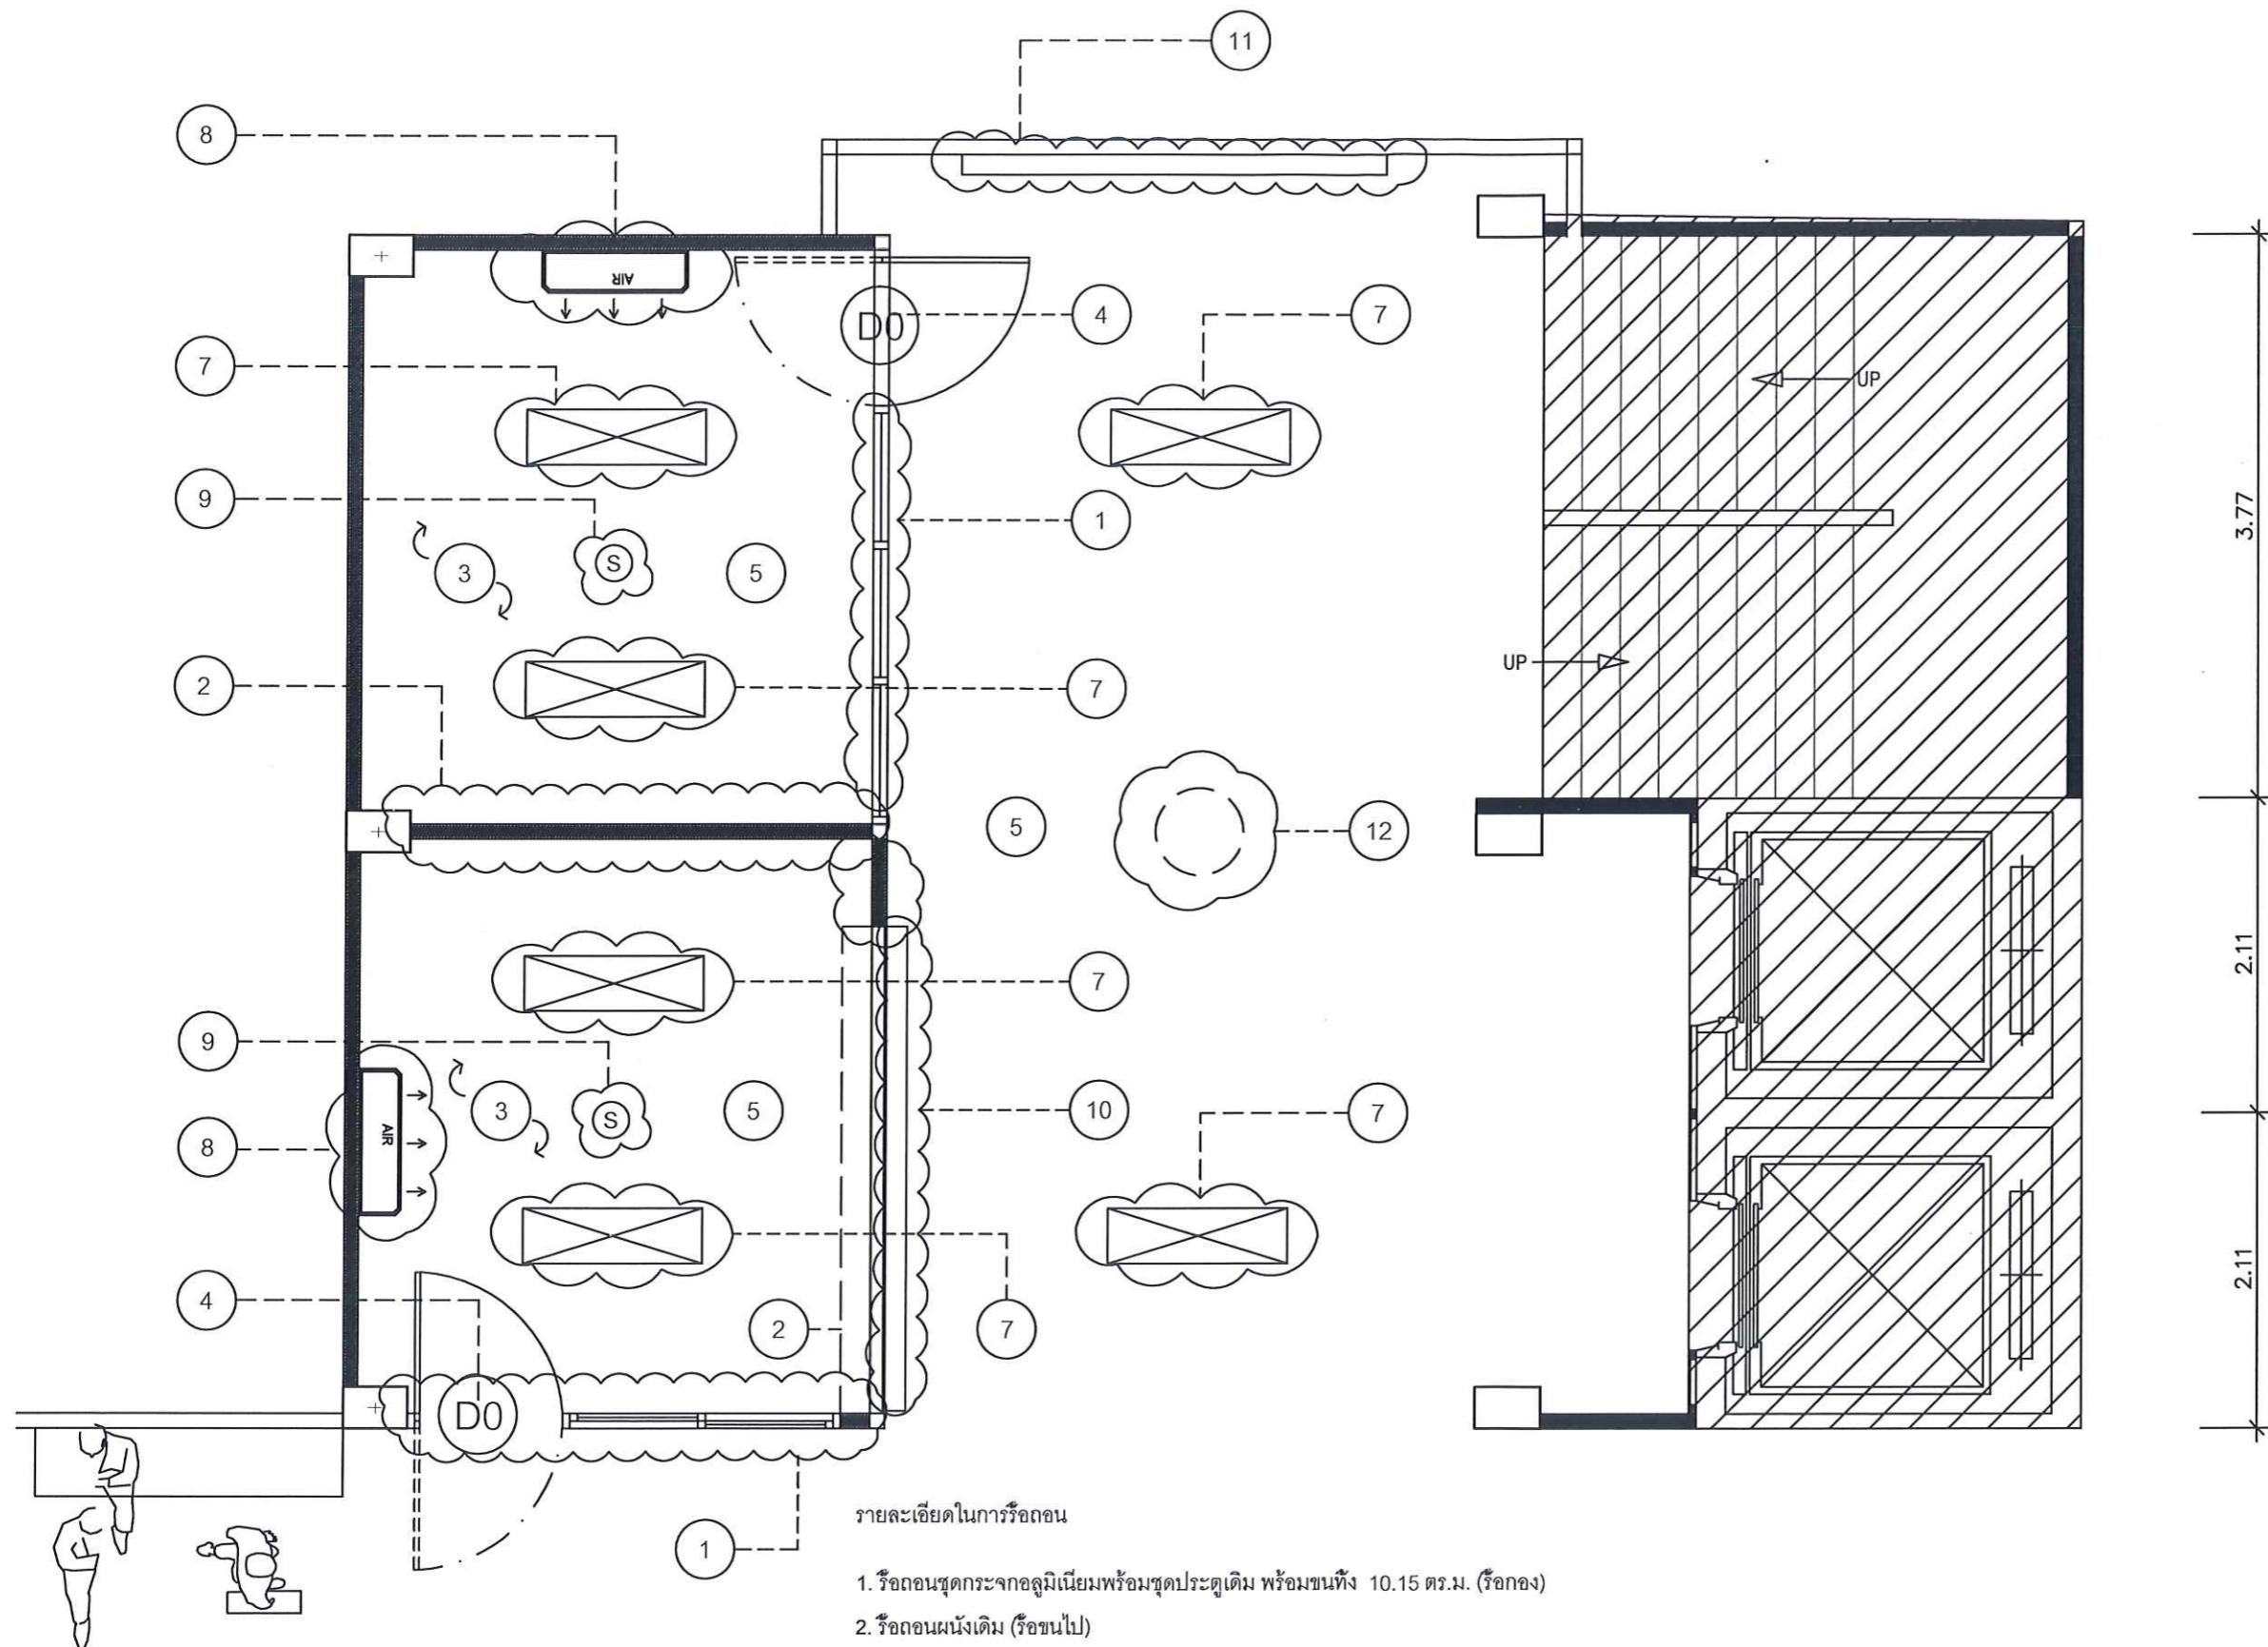 11
8
AIR
D0
4
7
7
UP
9
1
3
S
5
3.77
2
7
UP
5
12
7
2.11
9
3
S
5
10
7
8
AIR
4
2
7
2.11
D0
1
รายละเอียดในการรื้อถอน
1. รื้อถอนชุดกระจกอลูมิเนียมพร้อมชุดประตูเดิม พร้อมขนทิ้ง 10.15 ตร.ม. (รื้อกอง)
2. รื้อถอนผนังเดิม (รื้อขนไป)